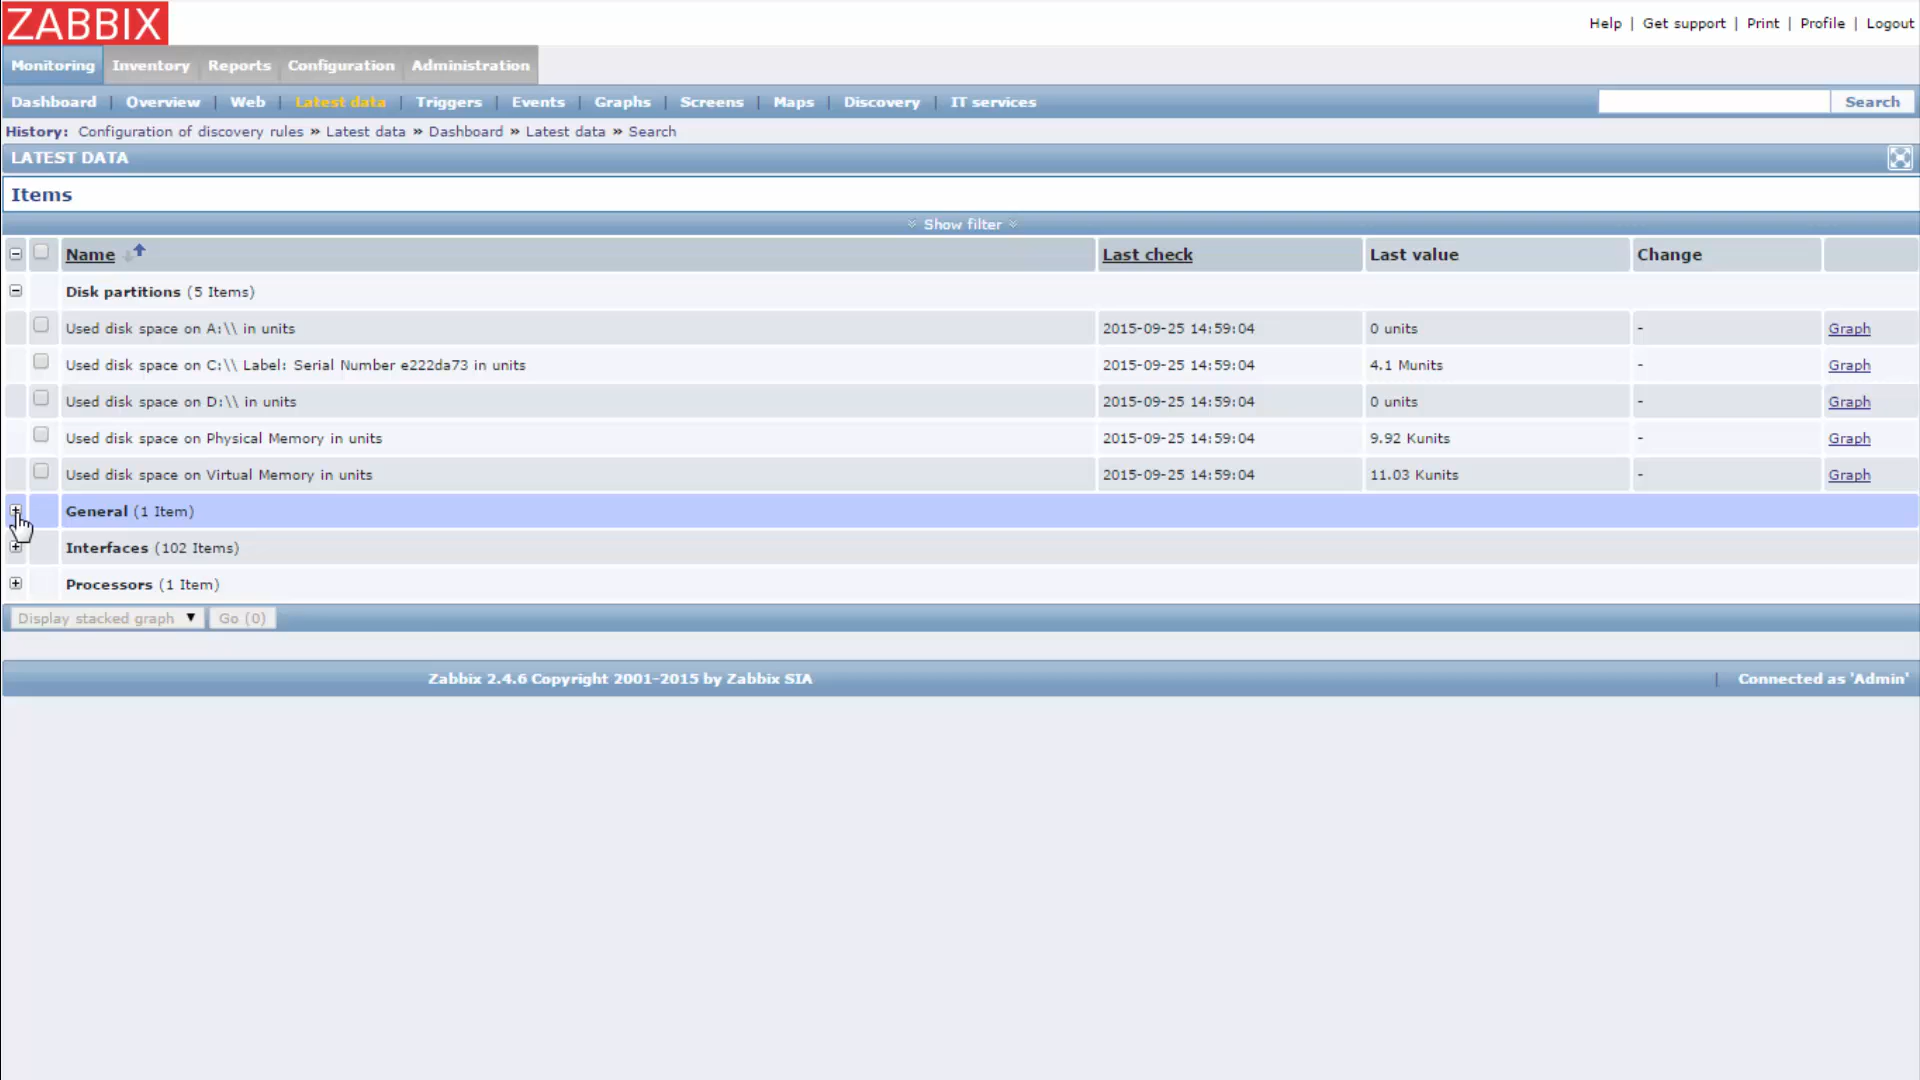 ZABBIX
Help | Get support | Print | Profile | Logout
Monitoring Inventory Reports Configuration Administration
Dashboard | Overview | Web | Latest data | Triggers | Events | Graphs | Screens | Maps | Discovery | IT services Search
History: Configuration of discovery rules » Latest data » Dashboard » Latest data » Search
LATEST DATA
Items
Show filter
Name Last check Last value Change
Disk partitions (5 Items)
Used disk space on A:\\ in units 2015-09-25 14:59:04 0 units - Graph
Used disk space on C:\\ Label: Serial Number e222da73 in units 2015-09-25 14:59:04 4.1 Munits - Graph
Used disk space on D:\\ in units 2015-09-25 14:59:04 0 units - Graph
Used disk space on Physical Memory in units 2015-09-25 14:59:04 9.92 Kunits - Graph
Used disk space on Virtual Memory in units 2015-09-25 14:59:04 11.03 Kunits - Graph
General (1 Item)
Interfaces (102 Items)
Processors (1 Item)
Display stacked graph Go (0)
Zabbix 2.4.6 Copyright 2001-2015 by Zabbix SIA | Connected as 'Admin'